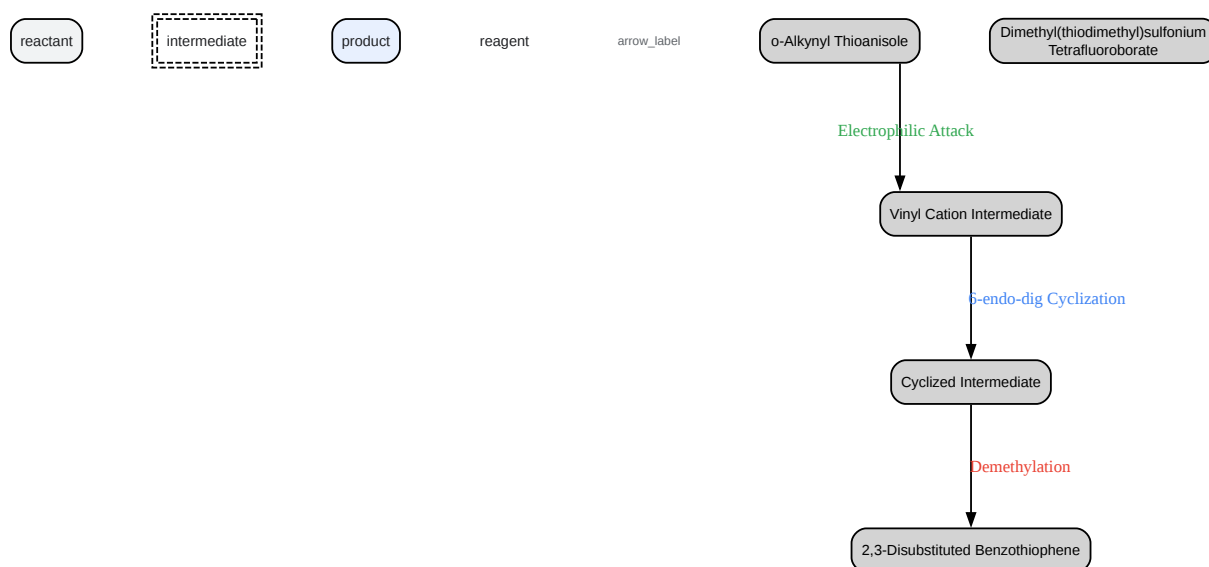 reactant
intermediate
product
reagent
arrow_label
o-Alkynyl Thioanisole
Dimethyl(thiodimethyl)sulfonium
Tetrafluoroborate
Electrophilic Attack
Vinyl Cation Intermediate
6-endo-dig Cyclization
Cyclized Intermediate
Demethylation
2,3-Disubstituted Benzothiophene